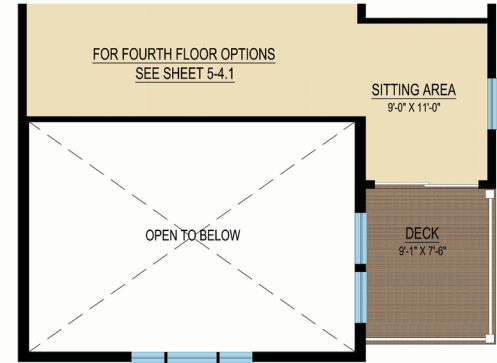 FOR FOURTH FLOOR OPTIONS
SEE SHEET 5-4.1
SITTING AREA
9'-0" X 11'-0"
OPEN TO BELOW
DECK
9'-1" X 7'-6"